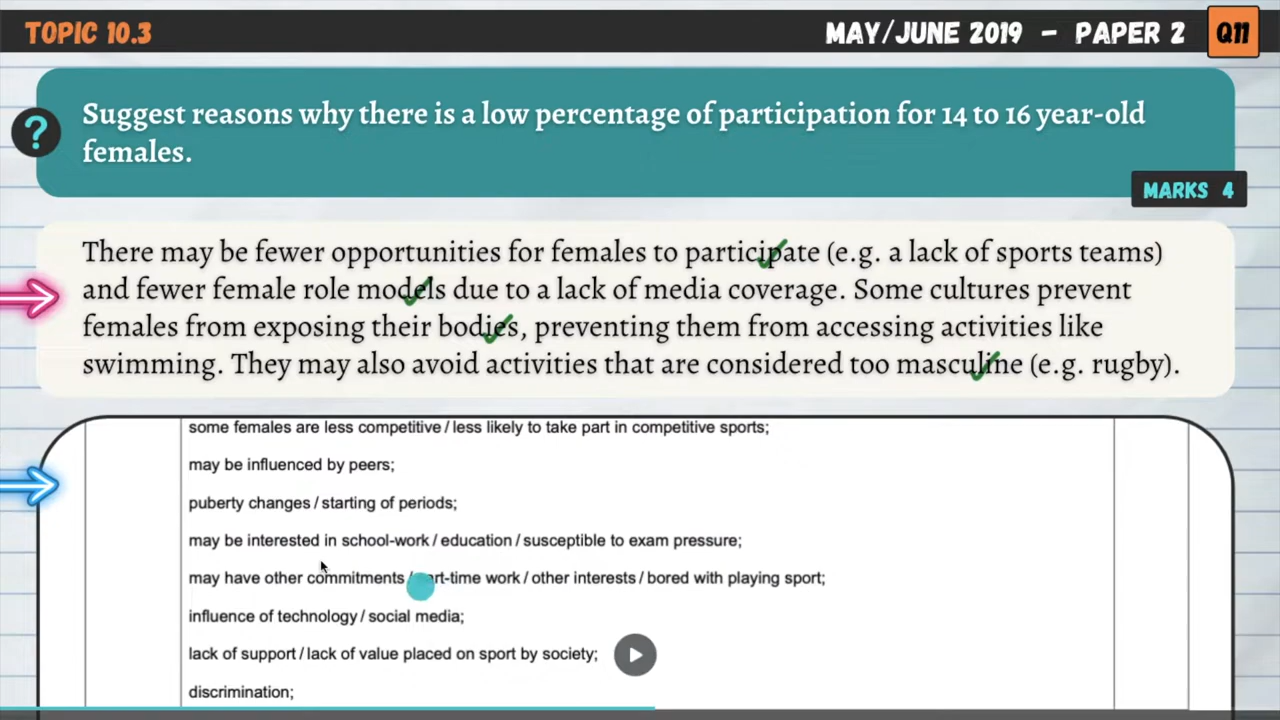 TOPIC 10.3
MAY/JUNE 2019 - PAPER 2
Q11
?
Suggest reasons why there is a low percentage of participation for 14 to 16 year-old
females.
MARKS 4
There may be fewer opportunities for females to participate (e.g. a lack of sports teams)
and fewer female role models due to a lack of media coverage. Some cultures prevent
females from exposing their bodies, preventing them from accessing activities like
swimming. They may also avoid activities that are considered too masculine (e.g. rugby).
some females are less competitive / less likely to take part in competitive sports;
may be influenced by peers;
puberty changes / starting of periods;
may be interested in school-work / education / susceptible to exam pressure;
may have other commitments / part-time work / other interests / bored with playing sport;
influence of technology / social media;
lack of support / lack of value placed on sport by society;
discrimination;